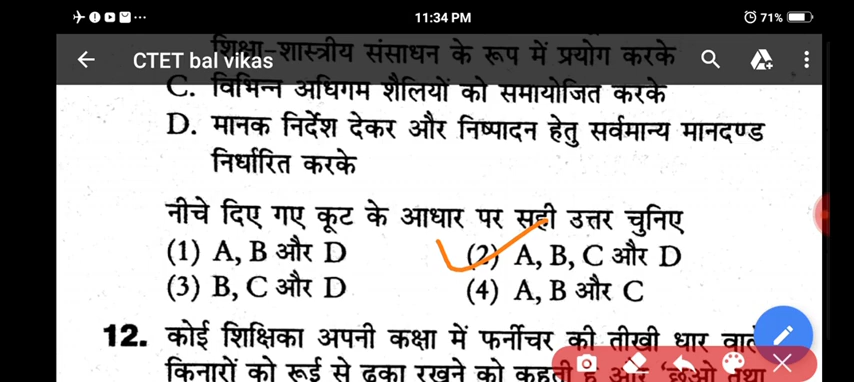 11:34 PM
71%
CTET bal vikas
शिक्षा-शास्त्रीय संसाधन के रूप में प्रयोग करके
C. विभिन्न अधिगम शैलियों को समायोजित करके
D. मानक निर्देश देकर और निष्पादन हेतु सर्वमान्य मानदण्ड
निर्धारित करके
नीचे दिए गए कूट के आधार पर सही उत्तर चुनिए
(1) A, B और D (2) A, B, C और D
(3) B, C और D (4) A, B और C
12. कोई शिक्षिका अपनी कक्षा में फर्नीचर की तीखी धार वाले
किनारों को रूई से ढका रखने को कहती है और 'छुओ तथा